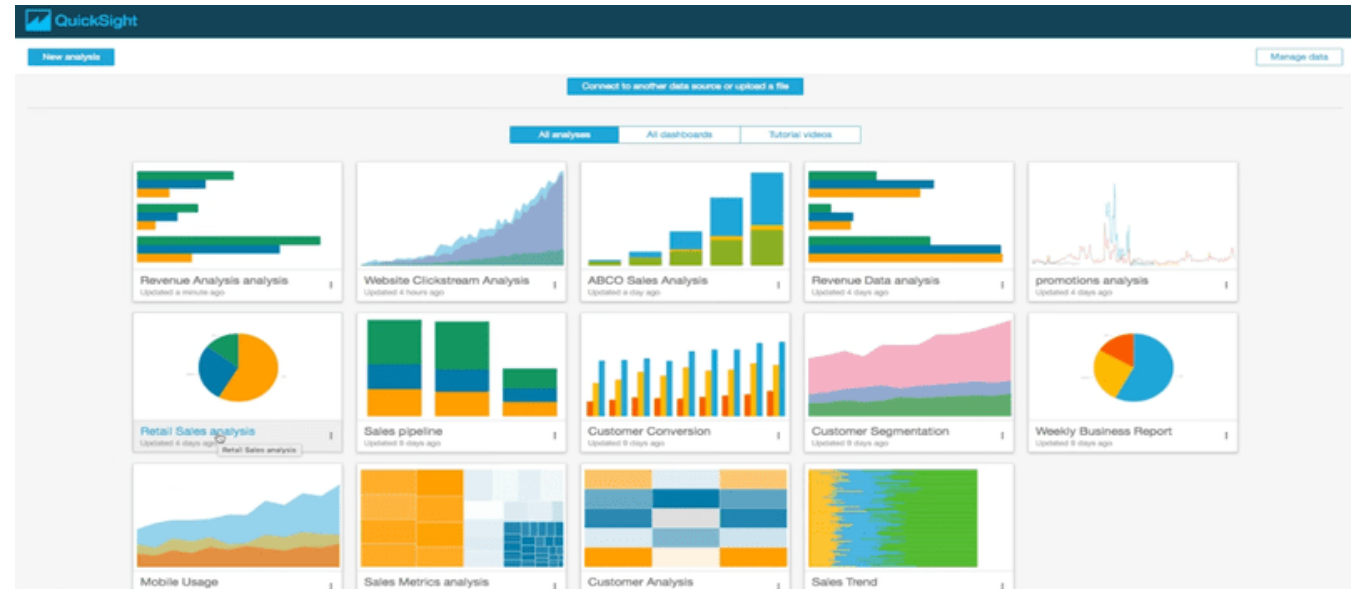 QuickSight
New analysis
Manage data
Connect to another data source or upload a file
All analyses
All dashboards
Tutorial videos
Revenue Analysis analysis
Updated a minute ago
Website Clickstream Analysis
Updated 4 hours ago
ABCO Sales Analysis
Updated a day ago
Revenue Data analysis
Updated 4 days ago
promotions analysis
Updated 4 days ago
Retail Sales analysis
Updated 4 days ago
Retail Sales analysis
Sales pipeline
Updated 9 days ago
Customer Conversion
Updated 9 days ago
Customer Segmentation
Updated 9 days ago
Weekly Business Report
Updated 9 days ago
Mobile Usage
Sales Metrics analysis
Customer Analysis
Sales Trend